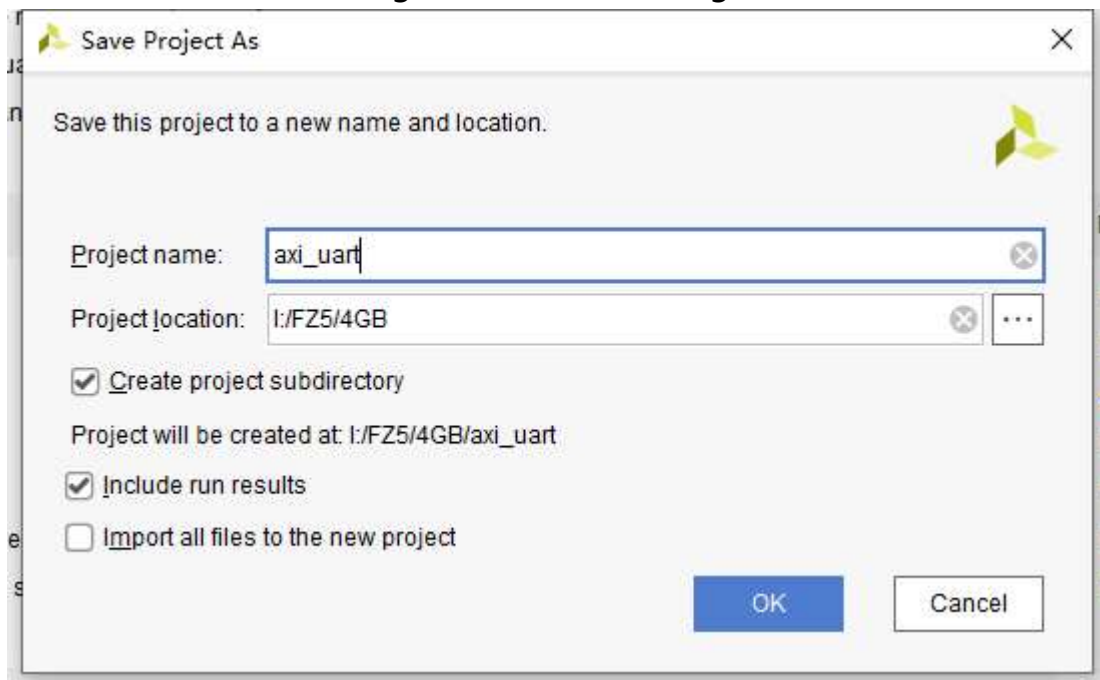 Save Project As
Save this project to a new name and location.
Project name: axi_uart
Project location: I:/FZ5/4GB ...
Create project subdirectory
Project will be created at: I:/FZ5/4GB/axi_uart
Include run results
Import all files to the new project
OK Cancel